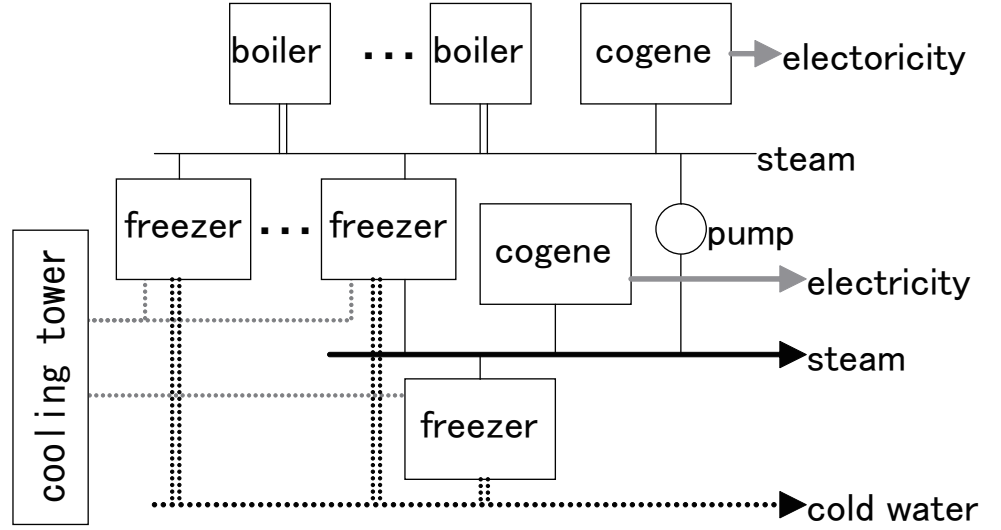 boiler ... boiler
cogene
electoricity
steam
freezer ... freezer
cogene
pump
electricity
cooling tower
steam
freezer
cold water